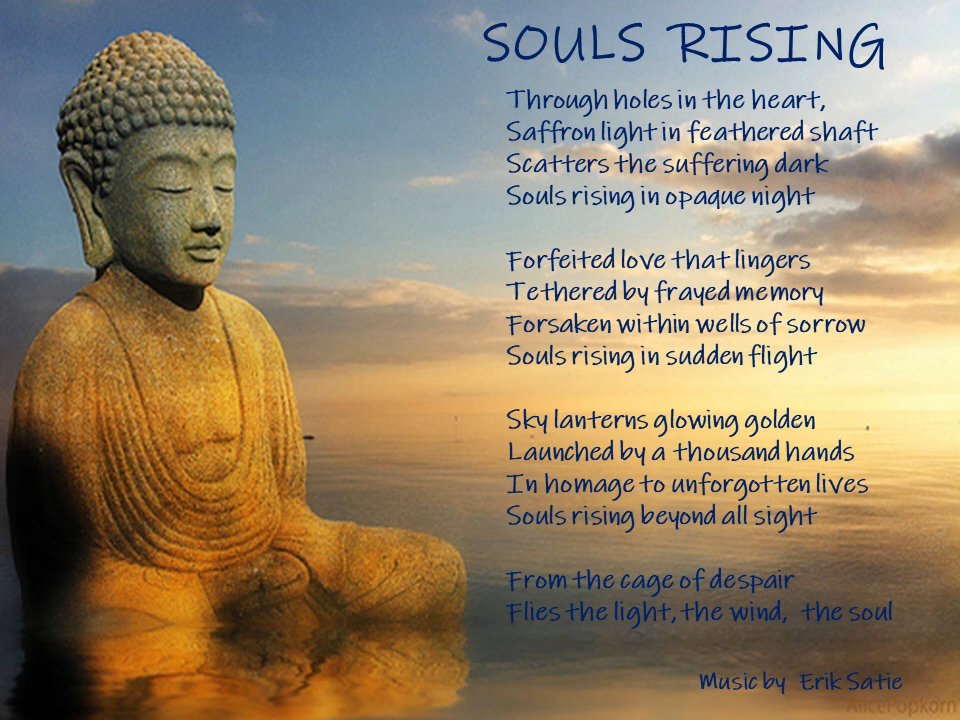 SOULS RISING
Through holes in the heart,
Saffron light in feathered shaft
Scatters the suffering dark
Souls rising in opaque night
Forfeited love that lingers
Tethered by frayed memory
Forsaken within wells of sorrow
Souls rising in sudden flight
Sky lanterns glowing golden
Launched by a thousand hands
In homage to unforgotten lives
Souls rising beyond all sight
From the cage of despair
Flies the light, the wind, the soul
Music by Erik Satie
AlicePopkorn